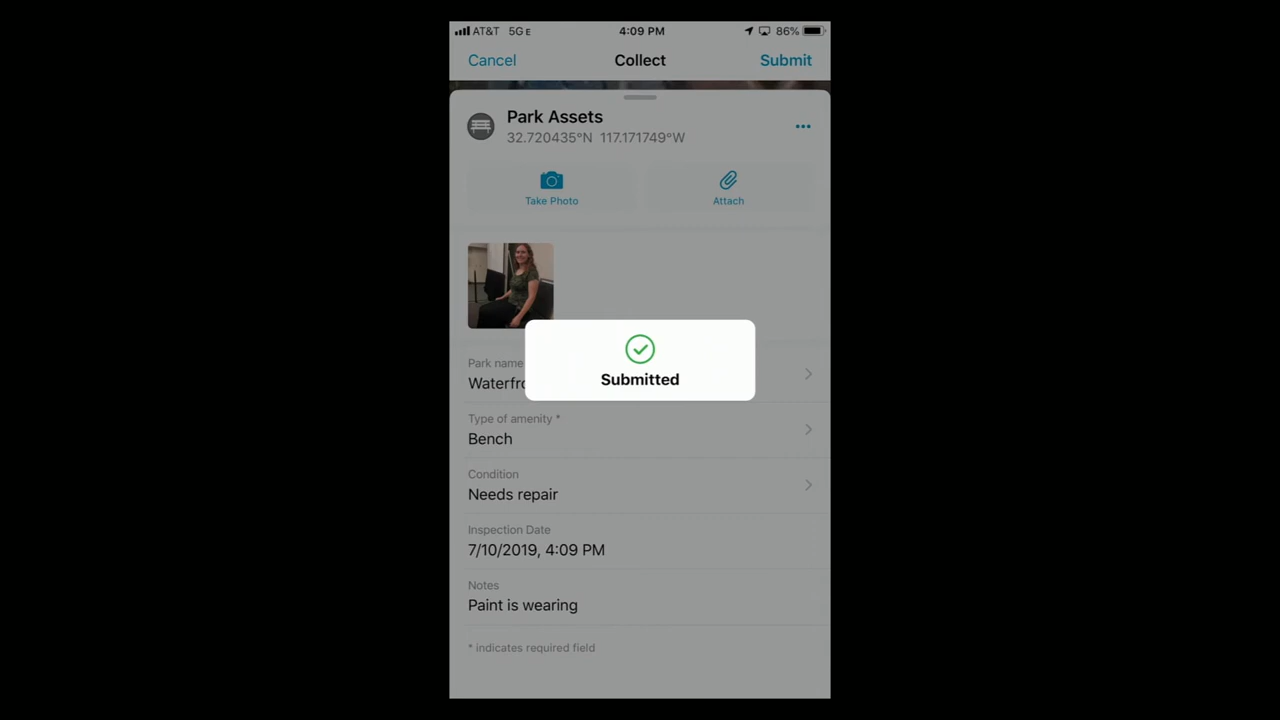 AT&T 5G E 4:09 PM 86%
Cancel Collect Submit
Park Assets
32.720435°N 117.171749°W
Take Photo Attach
Park name
Waterfr
Type of amenity *
Bench
Condition
Needs repair
Inspection Date
7/10/2019, 4:09 PM
Notes
Paint is wearing
* indicates required field
Submitted